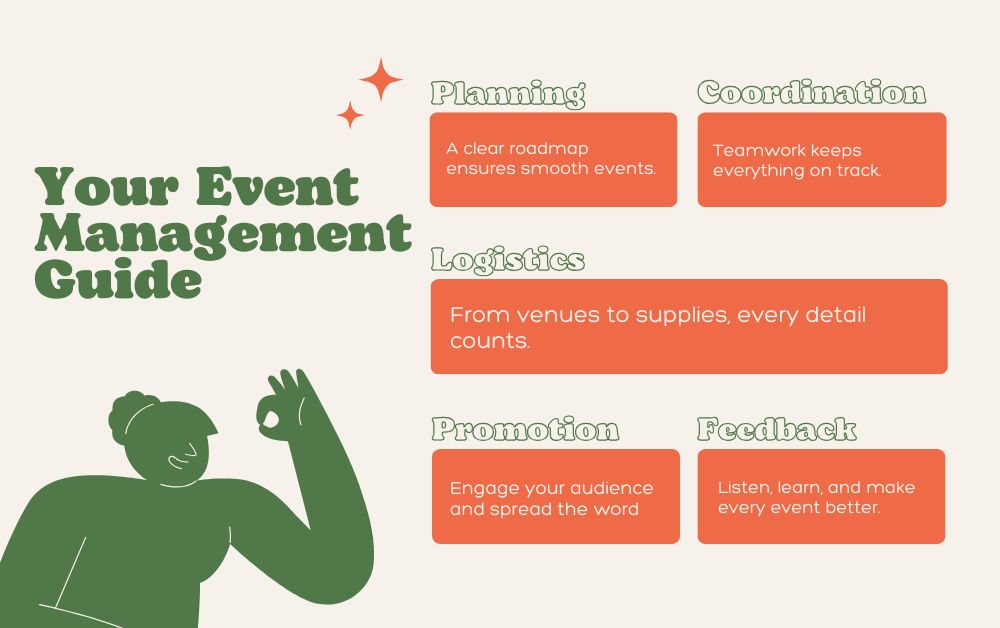 Your Event
Management
Guide
Planning
A clear roadmap
ensures smooth events.
Coordination
Teamwork keeps
everything on track.
Logistics
From venues to supplies, every detail
counts.
Promotion
Engage your audience
and spread the word
Feedback
Listen, learn, and make
every event better.